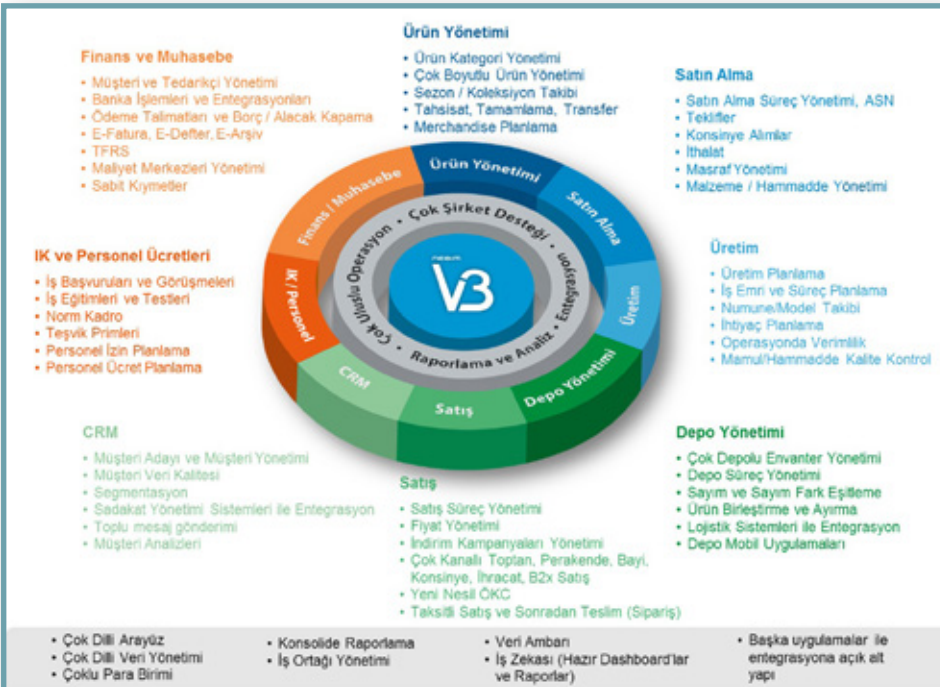 Ürün Yönetimi
• Ürün Kategori Yönetimi
• Çok Boyutlu Ürün Yönetimi
• Sezon / Koleksiyon Takibi
• Tahsisat, Tamamlama, Transfer
• Merchandise Planlama
Finans ve Muhasebe
• Müşteri ve Tedarikçi Yönetimi
• Banka İşlemleri ve Entegrasyonları
• Ödeme Talimatları ve Borç / Alacak Kapama
• E-Fatura, E-Defter, E-Arşiv
• TFRS
• Maliyet Merkezleri Yönetimi
• Sabit Kıymetler
Satın Alma
• Satın Alma Süreç Yönetimi, ASN
• Teklifler
• Konsinye Alımlar
• İthalat
• Masraf Yönetimi
• Malzeme / Hammadde Yönetimi
IK ve Personel Ücretleri
• İş Başvuruları ve Görüşmeleri
• İş Eğitimleri ve Testleri
• Norm Kadro
• Teşvik Primleri
• Personel İzin Planlama
• Personel Ücret Planlama
Finans / Muhasebe
Ürün Yönetimi
Satın Alma
Üretim
Depo Yönetimi
Satış
CRM
IK / Personel
Çok Uluslu Operasyon • Çok Şirket Desteği • Entegrasyon • Raporlama ve Analiz •
nebim
V3
Üretim
• Üretim Planlama
• İş Emri ve Süreç Planlama
• Numune/Model Takibi
• İhtiyaç Planlama
• Operasyonda Verimlilik
• Mamul/Hammadde Kalite Kontrol
CRM
• Müşteri Adayı ve Müşteri Yönetimi
• Müşteri Veri Kalitesi
• Segmentasyon
• Sadakat Yönetimi Sistemleri ile Entegrasyon
• Toplu mesaj gönderimi
• Müşteri Analizleri
Satış
• Satış Süreç Yönetimi
• Fiyat Yönetimi
• İndirim Kampanyaları Yönetimi
• Çok Kanallı Toptan, Perakende, Bayi,
Konsinye, İhracat, B2x Satış
• Yeni Nesil ÖKC
• Taksitli Satış ve Sonradan Teslim (Sipariş)
Depo Yönetimi
• Çok Depolu Envanter Yönetimi
• Depo Süreç Yönetimi
• Sayım ve Sayım Fark Eşitleme
• Ürün Birleştirme ve Ayırma
• Lojistik Sistemleri ile Entegrasyon
• Depo Mobil Uygulamaları
• Çok Dilli Arayüz
• Çok Dilli Veri Yönetimi
• Çoklu Para Birimi
• Konsolide Raporlama
• İş Ortağı Yönetimi
• Veri Ambarı
• İş Zekası (Hazır Dashboard'lar
ve Raporlar)
• Başka uygulamalar ile
entegrasyona açık alt
yapı